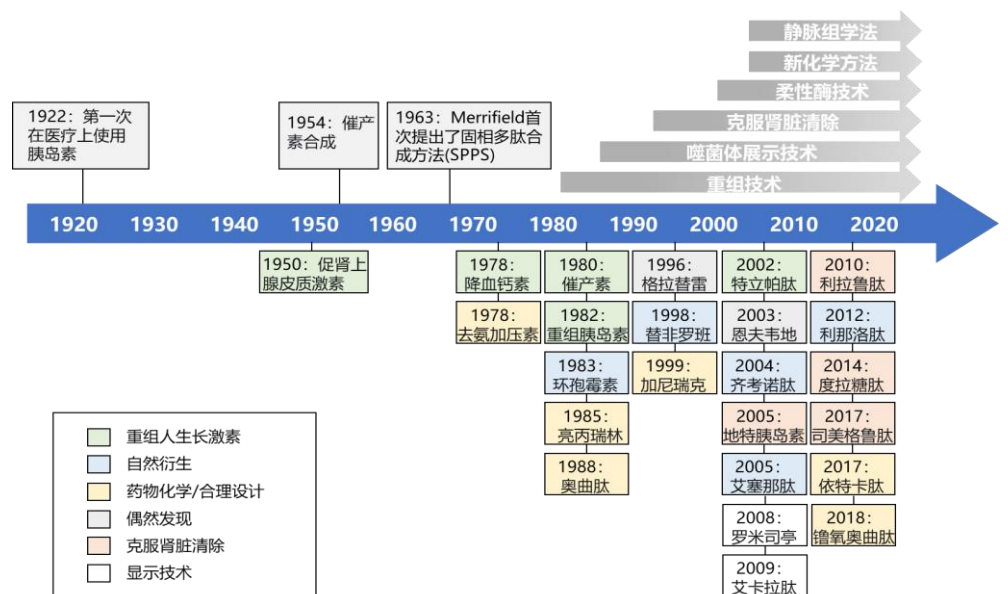 静脉组学法
新化学方法
柔性酶技术
克服肾脏清除
噬菌体展示技术
重组技术
1922：第一次
在医疗上使用
胰岛素
1954：催产
素合成
1963：Merrifield首
次提出了固相多肽合
成方法(SPPS)
1920 1930 1940 1950 1960 1970 1980 1990 2000 2010 2020
1950：促肾上
腺皮质激素
1978：
降血钙素
1978：
去氨加压素
1980：
催产素
1982：
重组胰岛素
1983：
环孢霉素
1985：
亮丙瑞林
1988：
奥曲肽
1996：
格拉替雷
1998：
替非罗班
1999：
加尼瑞克
2002：
特立帕肽
2003：
恩夫韦地
2004：
齐考诺肽
2005：
地特胰岛素
2005：
艾塞那肽
2008：
罗米司亭
2009：
艾卡拉肽
2010：
利拉鲁肽
2012：
利那洛肽
2014：
度拉糖肽
2017：
司美格鲁肽
2017：
依特卡肽
2018：
镥氧奥曲肽
重组人生长激素
自然衍生
药物化学/合理设计
偶然发现
克服肾脏清除
显示技术